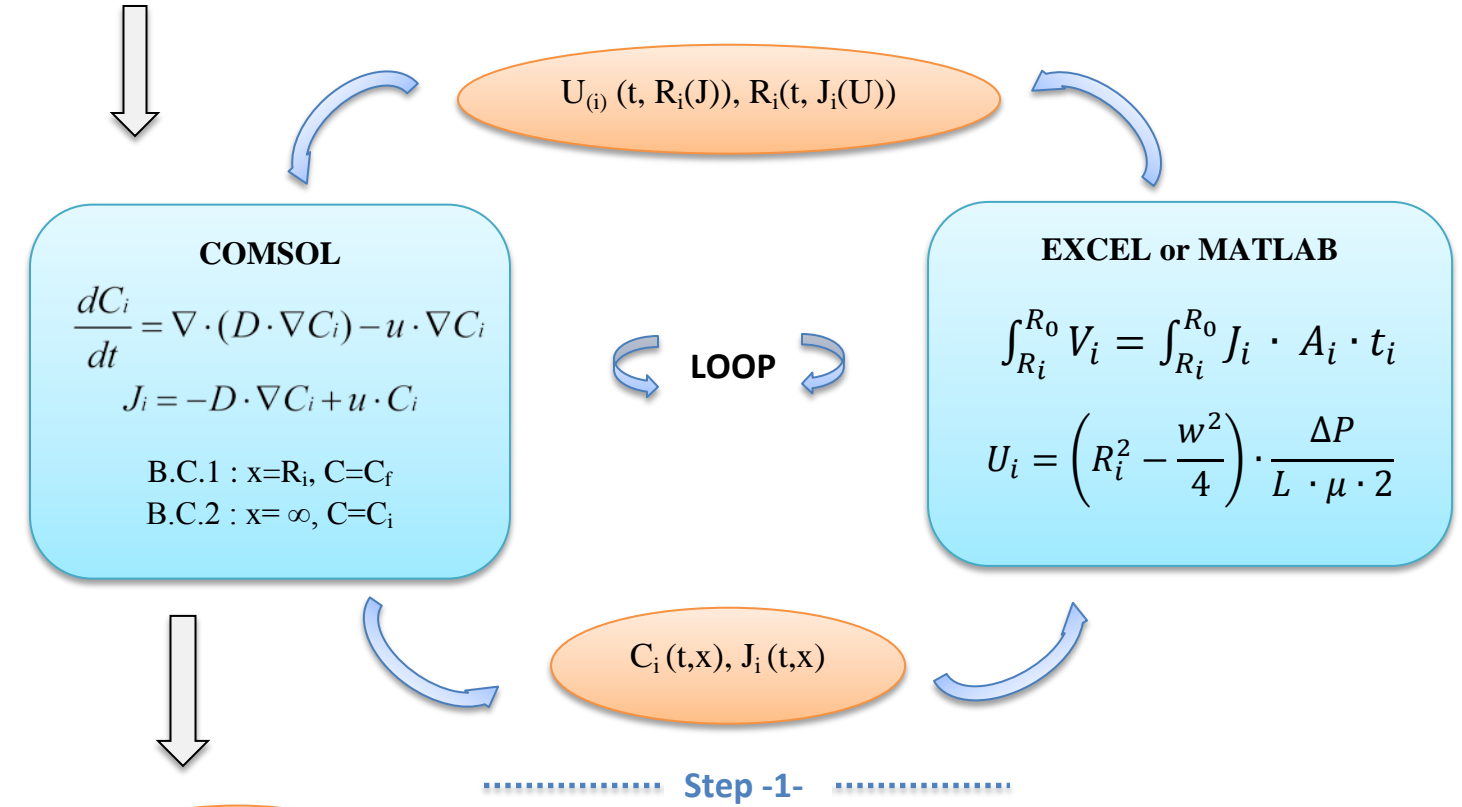 U₍ᵢ₎ (t, Rᵢ(J)), Rᵢ(t, Jᵢ(U))
COMSOL
dCᵢ/dt = ∇ · (D · ∇Cᵢ) − u · ∇Cᵢ
Jᵢ = −D · ∇Cᵢ + u · Cᵢ
B.C.1 : x=Rᵢ, C=C_f
B.C.2 : x= ∞, C=Cᵢ
LOOP
EXCEL or MATLAB
∫_{Rᵢ}^{R₀} Vᵢ = ∫_{Rᵢ}^{R₀} Jᵢ · Aᵢ · tᵢ
Uᵢ = (Rᵢ² − w²/4) · ΔP/(L · μ · 2)
Cᵢ (t,x), Jᵢ (t,x)
Step -1-